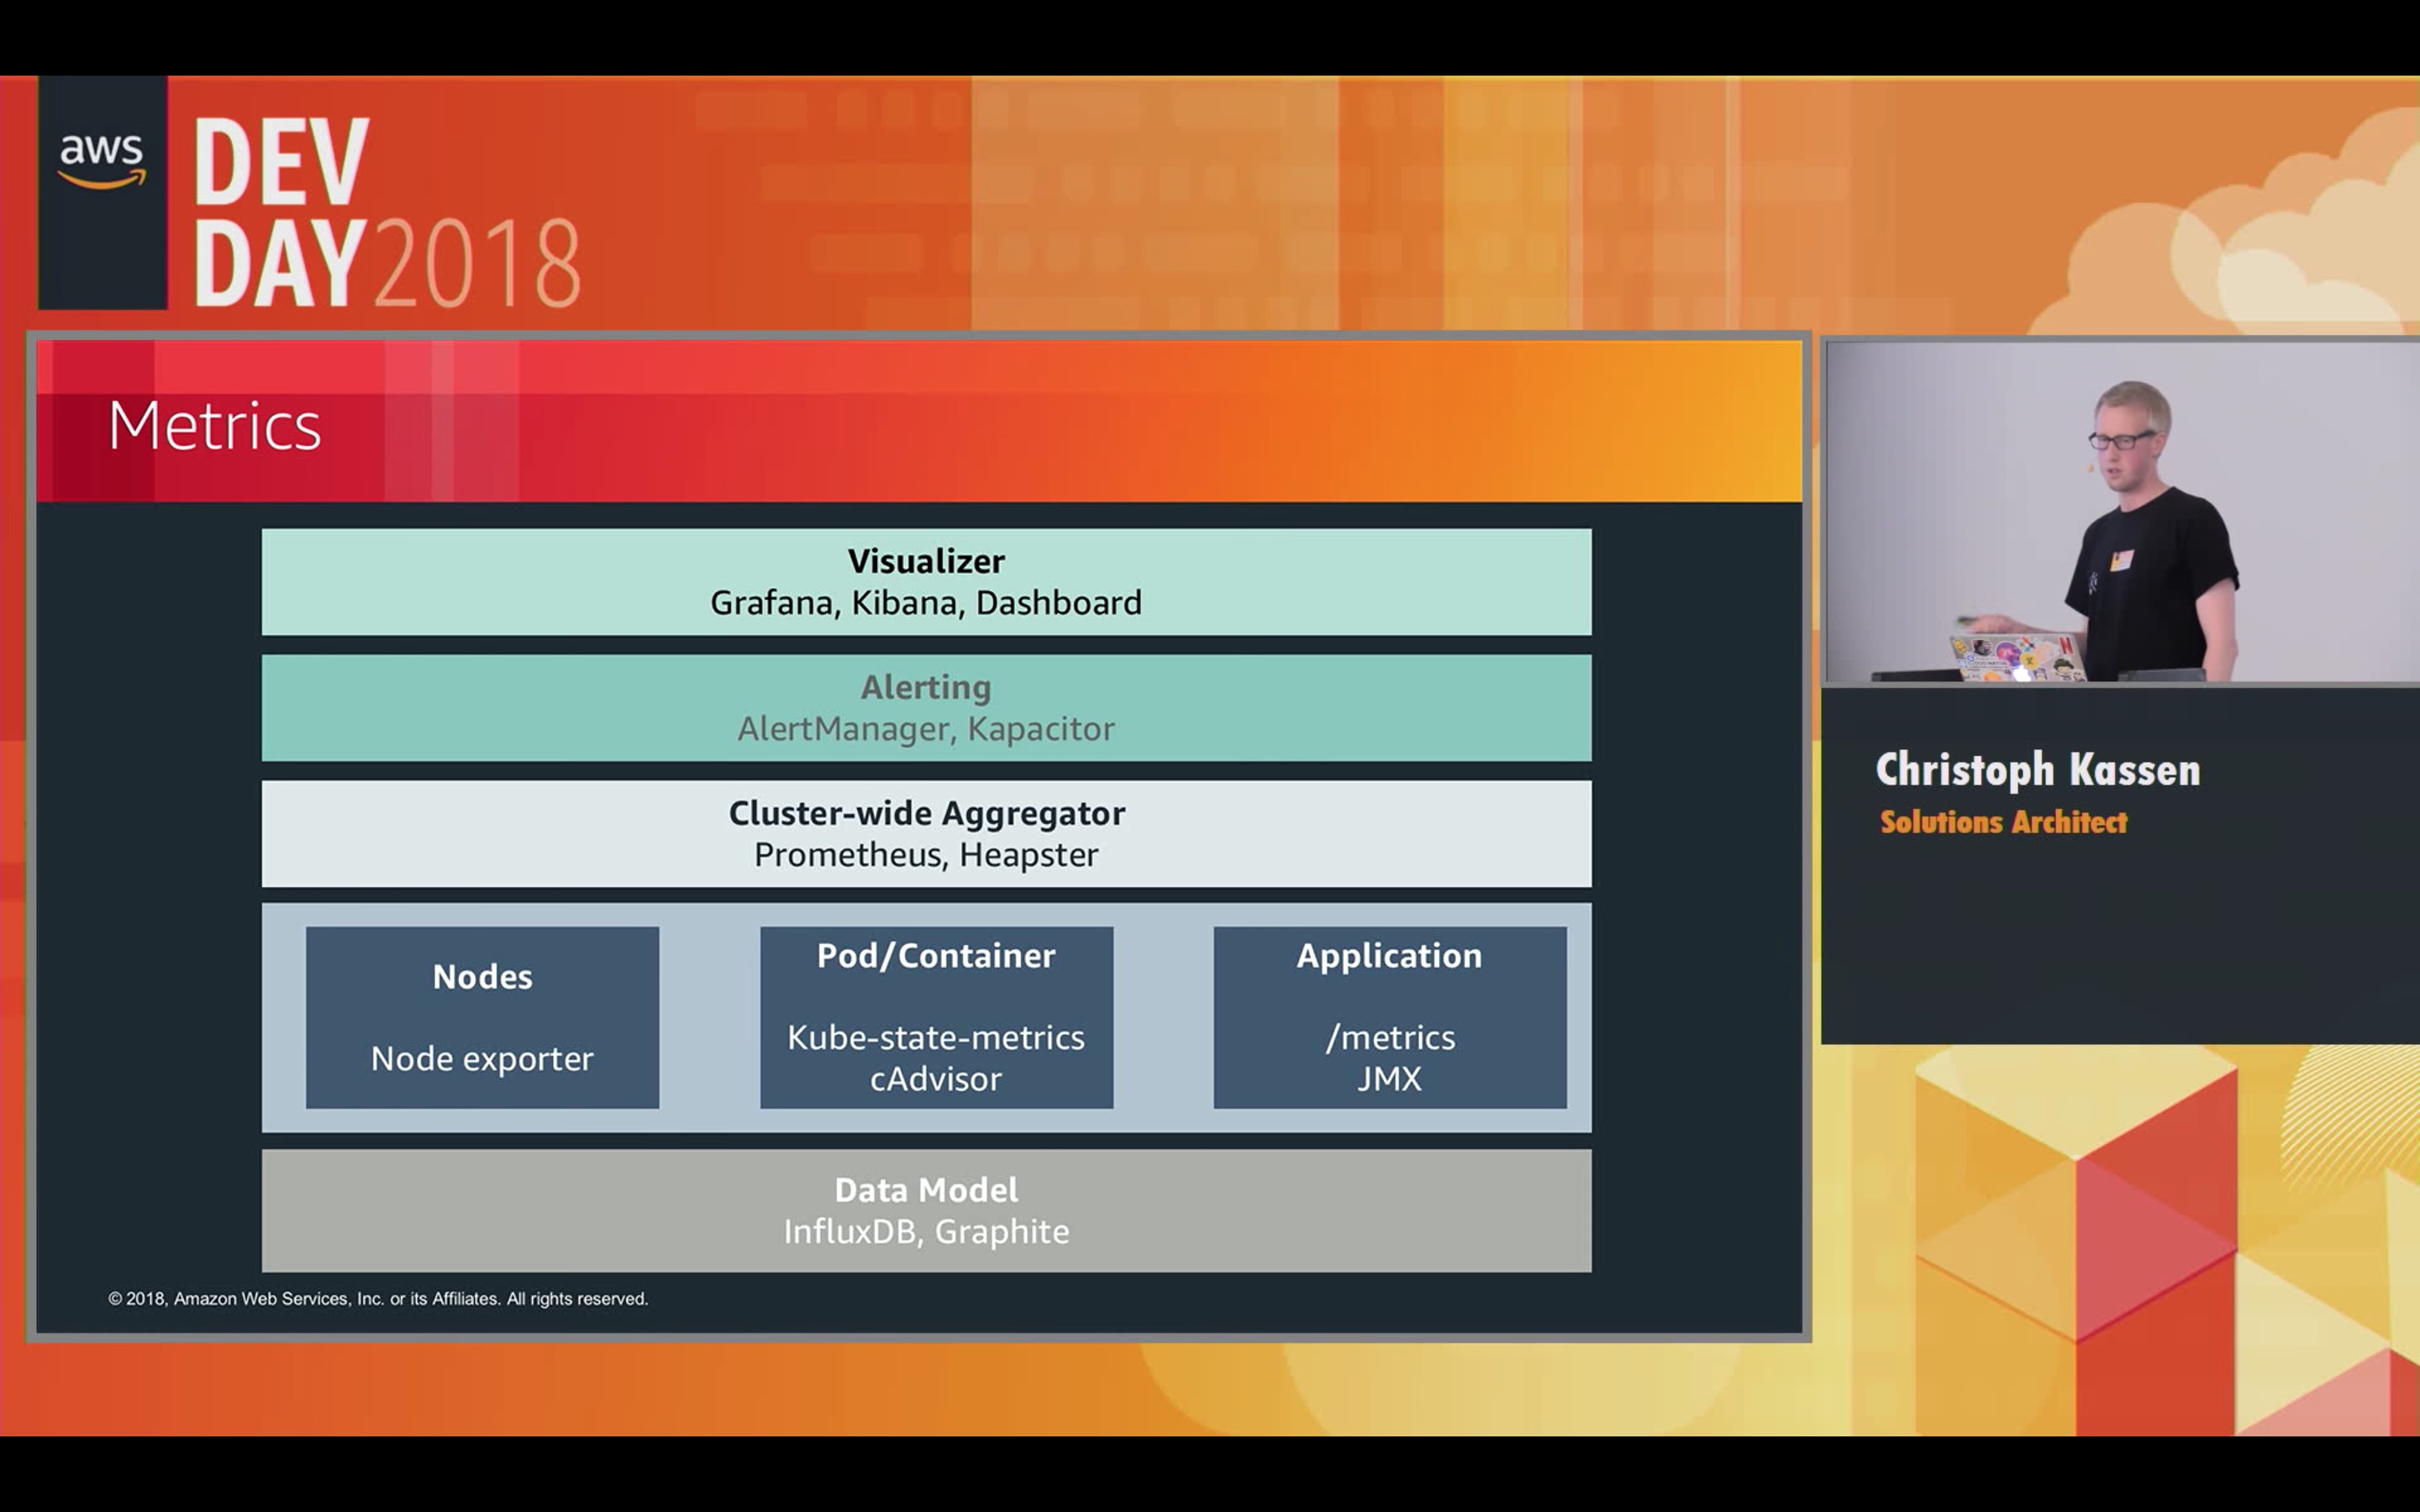 aws
DEV
DAY2018
Metrics
Visualizer
Grafana, Kibana, Dashboard
Alerting
AlertManager, Kapacitor
Cluster-wide Aggregator
Prometheus, Heapster
Nodes
Node exporter
Pod/Container
Kube-state-metrics
cAdvisor
Application
/metrics
JMX
Data Model
InfluxDB, Graphite
© 2018, Amazon Web Services, Inc. or its Affiliates. All rights reserved.
Christoph Kassen
Solutions Architect